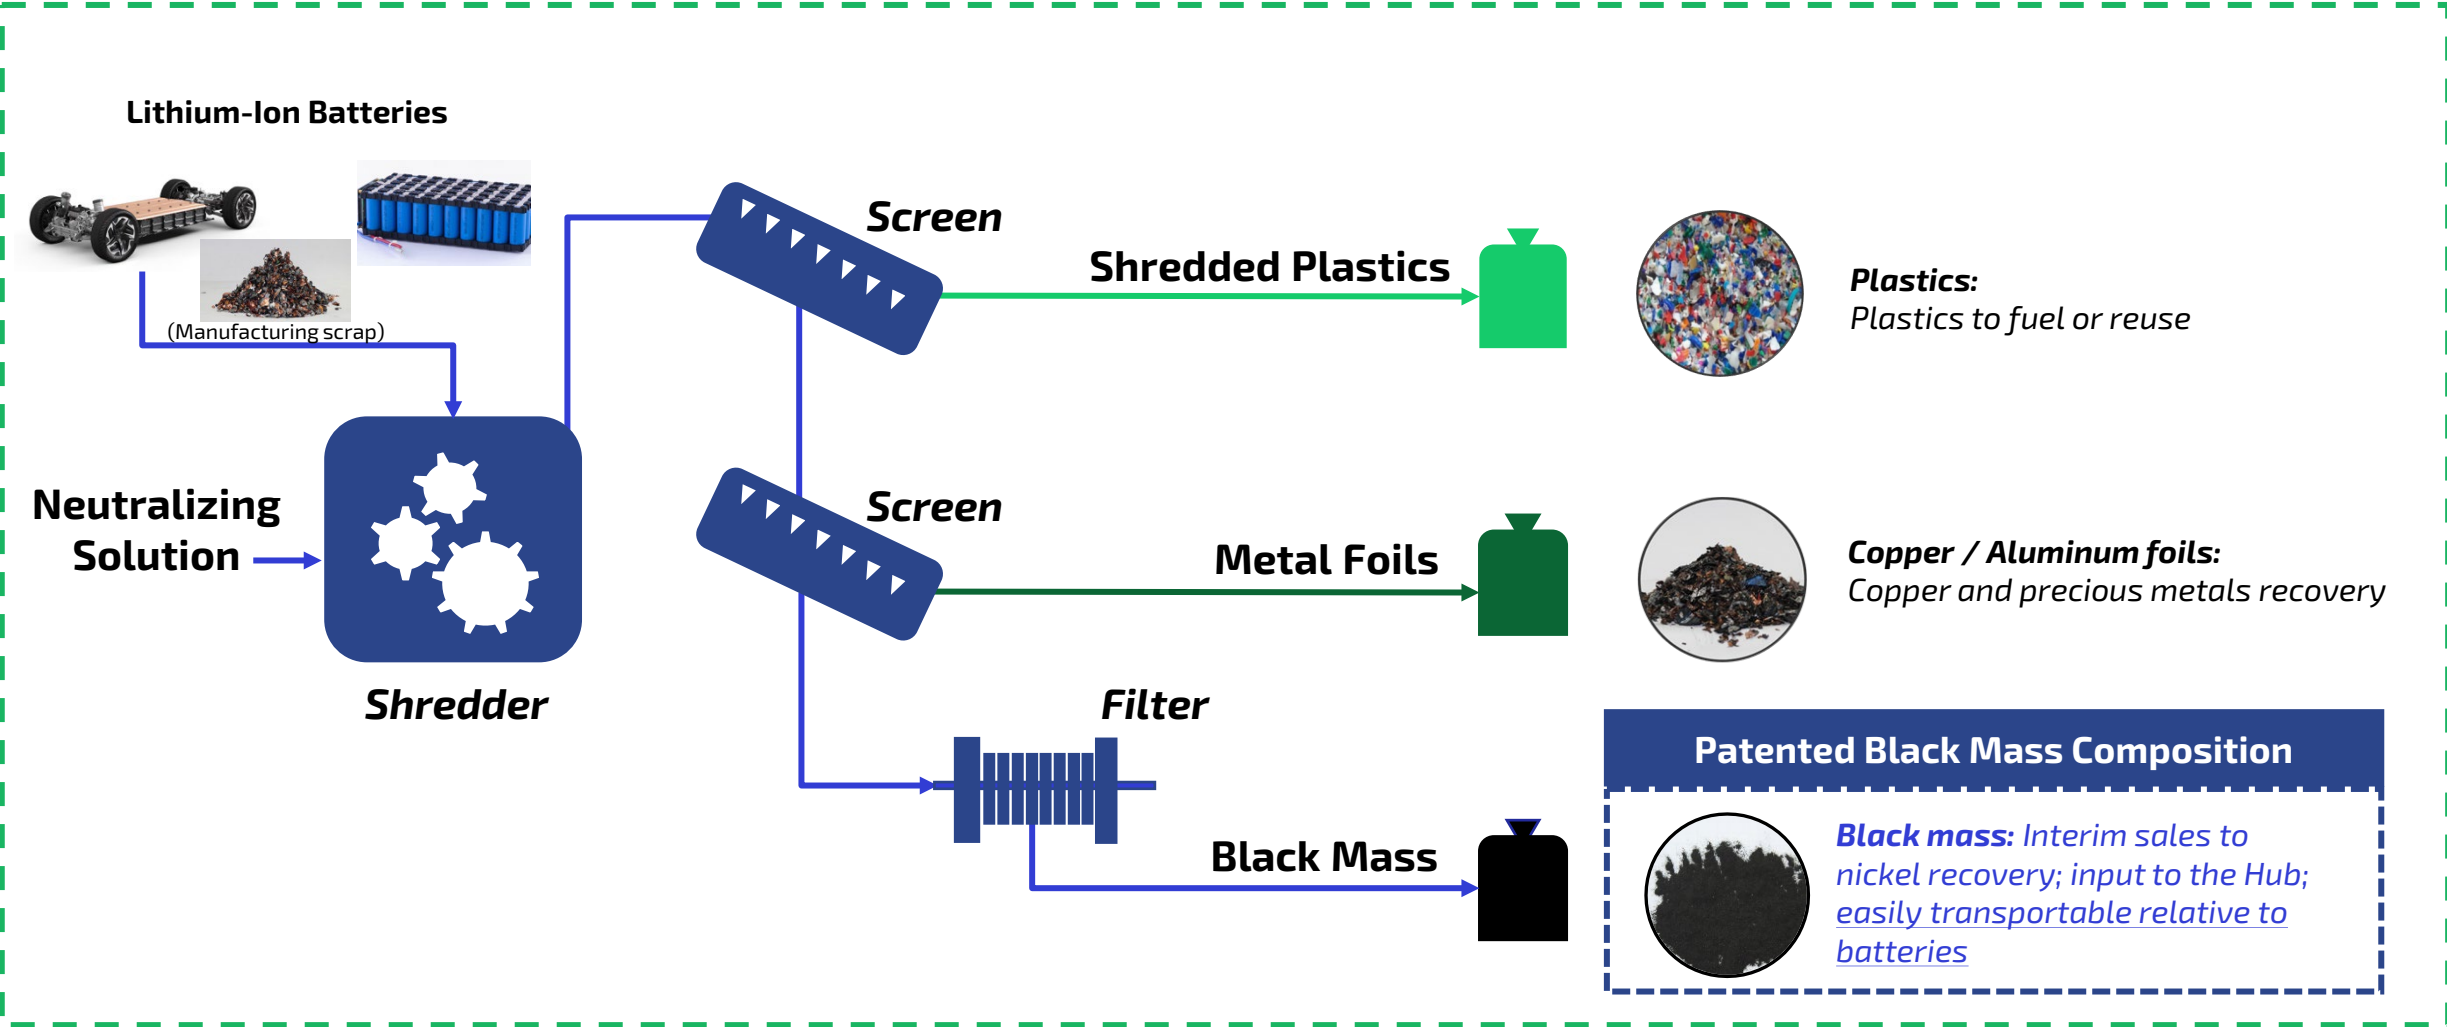 Lithium-Ion Batteries
(Manufacturing scrap)
Neutralizing
Solution
Shredder
Screen
Shredded Plastics
Plastics:
Plastics to fuel or reuse
Screen
Metal Foils
Copper / Aluminum foils:
Copper and precious metals recovery
Filter
Black Mass
Patented Black Mass Composition
Black mass: Interim sales to
nickel recovery; input to the Hub;
easily transportable relative to
batteries